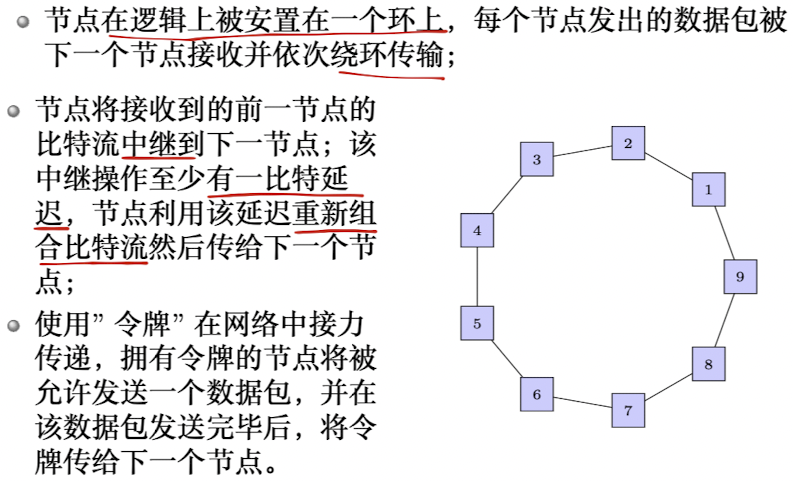 节点在逻辑上被安置在一个环上，每个节点发出的数据包被
下一个节点接收并依次绕环传输；
节点将接收到的前一节点的
比特流中继到下一节点；该
中继操作至少有一比特延
迟，节点利用该延迟重新组
合比特流然后传给下一个节
点；
使用”令牌”在网络中接力
传递，拥有令牌的节点将被
允许发送一个数据包，并在
该数据包发送完毕后，将令
牌传给下一个节点。
2
3
1
4
9
5
8
6
7